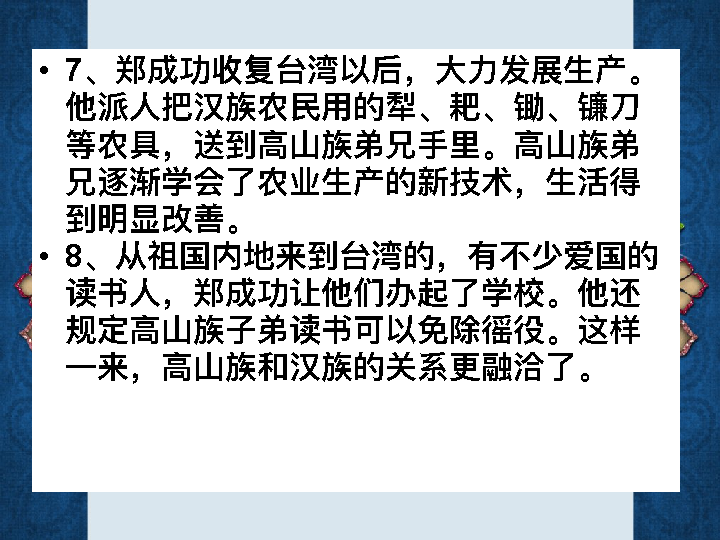 • 7、郑成功收复台湾以后，大力发展生产。
他派人把汉族农民用的犁、耙、锄、镰刀
等农具，送到高山族弟兄手里。高山族弟
兄逐渐学会了农业生产的新技术，生活得
到明显改善。
• 8、从祖国内地来到台湾的，有不少爱国的
读书人，郑成功让他们办起了学校。他还
规定高山族子弟读书可以免除徭役。这样
一来，高山族和汉族的关系更融洽了。